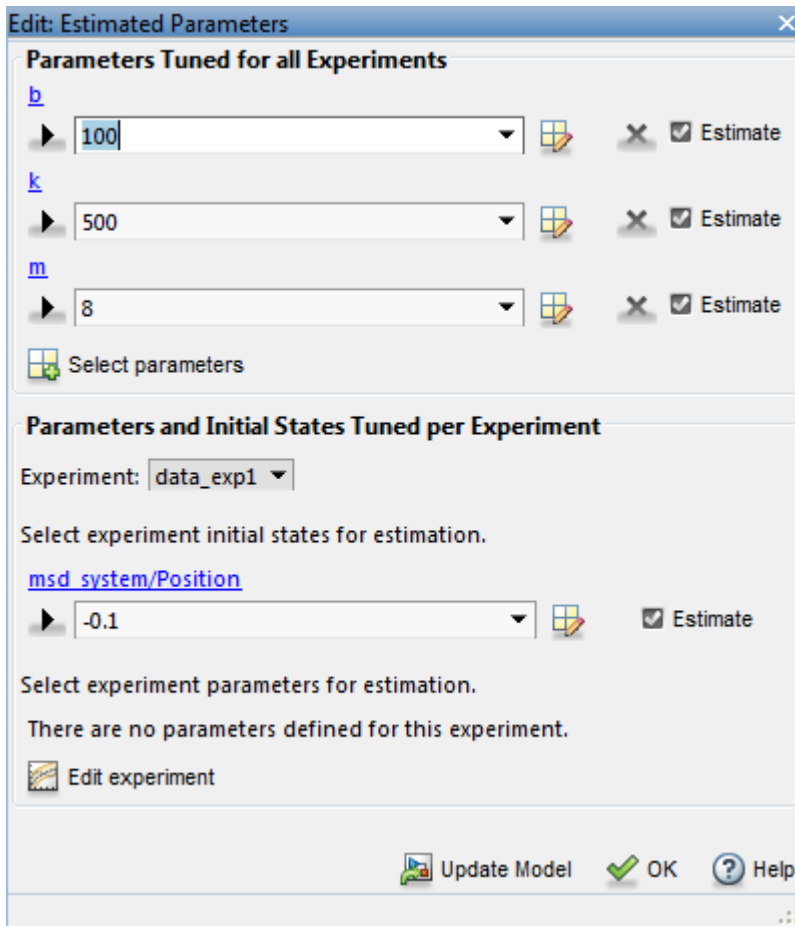 Edit: Estimated Parameters
Parameters Tuned for all Experiments
b
100 Estimate
k
500 Estimate
m
8 Estimate
Select parameters
Parameters and Initial States Tuned per Experiment
Experiment: data_exp1
Select experiment initial states for estimation.
msd_system/Position
-0.1 Estimate
Select experiment parameters for estimation.
There are no parameters defined for this experiment.
Edit experiment
Update Model OK Help